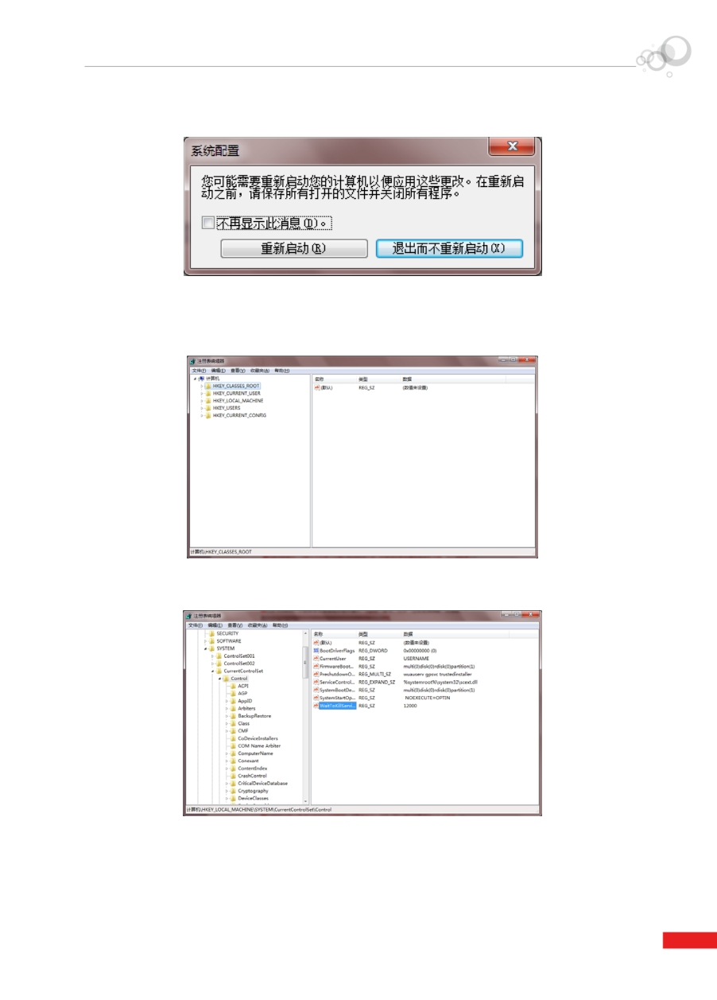 系统配置
您可能需要重新启动您的计算机以便应用这些更改。在重新启
动之前，请保存所有打开的文件并关闭所有程序。
不再显示此消息(D)。
重新启动(R) 退出而不重新启动(X)
注册表编辑器
文件(F) 编辑(E) 查看(V) 收藏夹(A) 帮助(H)
计算机
HKEY_CLASSES_ROOT
HKEY_CURRENT_USER
HKEY_LOCAL_MACHINE
HKEY_USERS
HKEY_CURRENT_CONFIG
名称 类型 数据
(默认) REG_SZ (数值未设置)
计算机\HKEY_CLASSES_ROOT
注册表编辑器
文件(F) 编辑(E) 查看(V) 收藏夹(A) 帮助(H)
SECURITY
SOFTWARE
SYSTEM
ControlSet001
ControlSet002
CurrentControlSet
Control
ACPI
AGP
AppID
Arbiters
BackupRestore
Class
CMF
CoDeviceInstallers
COM Name Arbiter
ComputerName
Conexant
ContentIndex
CrashControl
CriticalDeviceDatabase
Cryptography
DeviceClasses
名称 类型 数据
(默认) REG_SZ (数值未设置)
BootDriverFlags REG_DWORD 0x00000000 (0)
CurrentUser REG_SZ USERNAME
FirmwareBoot... REG_SZ multi(0)disk(0)rdisk(0)partition(1)
PreshutdownO... REG_MULTI_SZ wuauserv gpsvc trustedinstaller
ServiceControl... REG_EXPAND_SZ %systemroot%\system32\scext.dll
SystemBootDe... REG_SZ multi(0)disk(0)rdisk(0)partition(1)
SystemStartOp... REG_SZ NOEXECUTE=OPTIN
WaitToKillServi... REG_SZ 12000
计算机\HKEY_LOCAL_MACHINE\SYSTEM\CurrentControlSet\Control